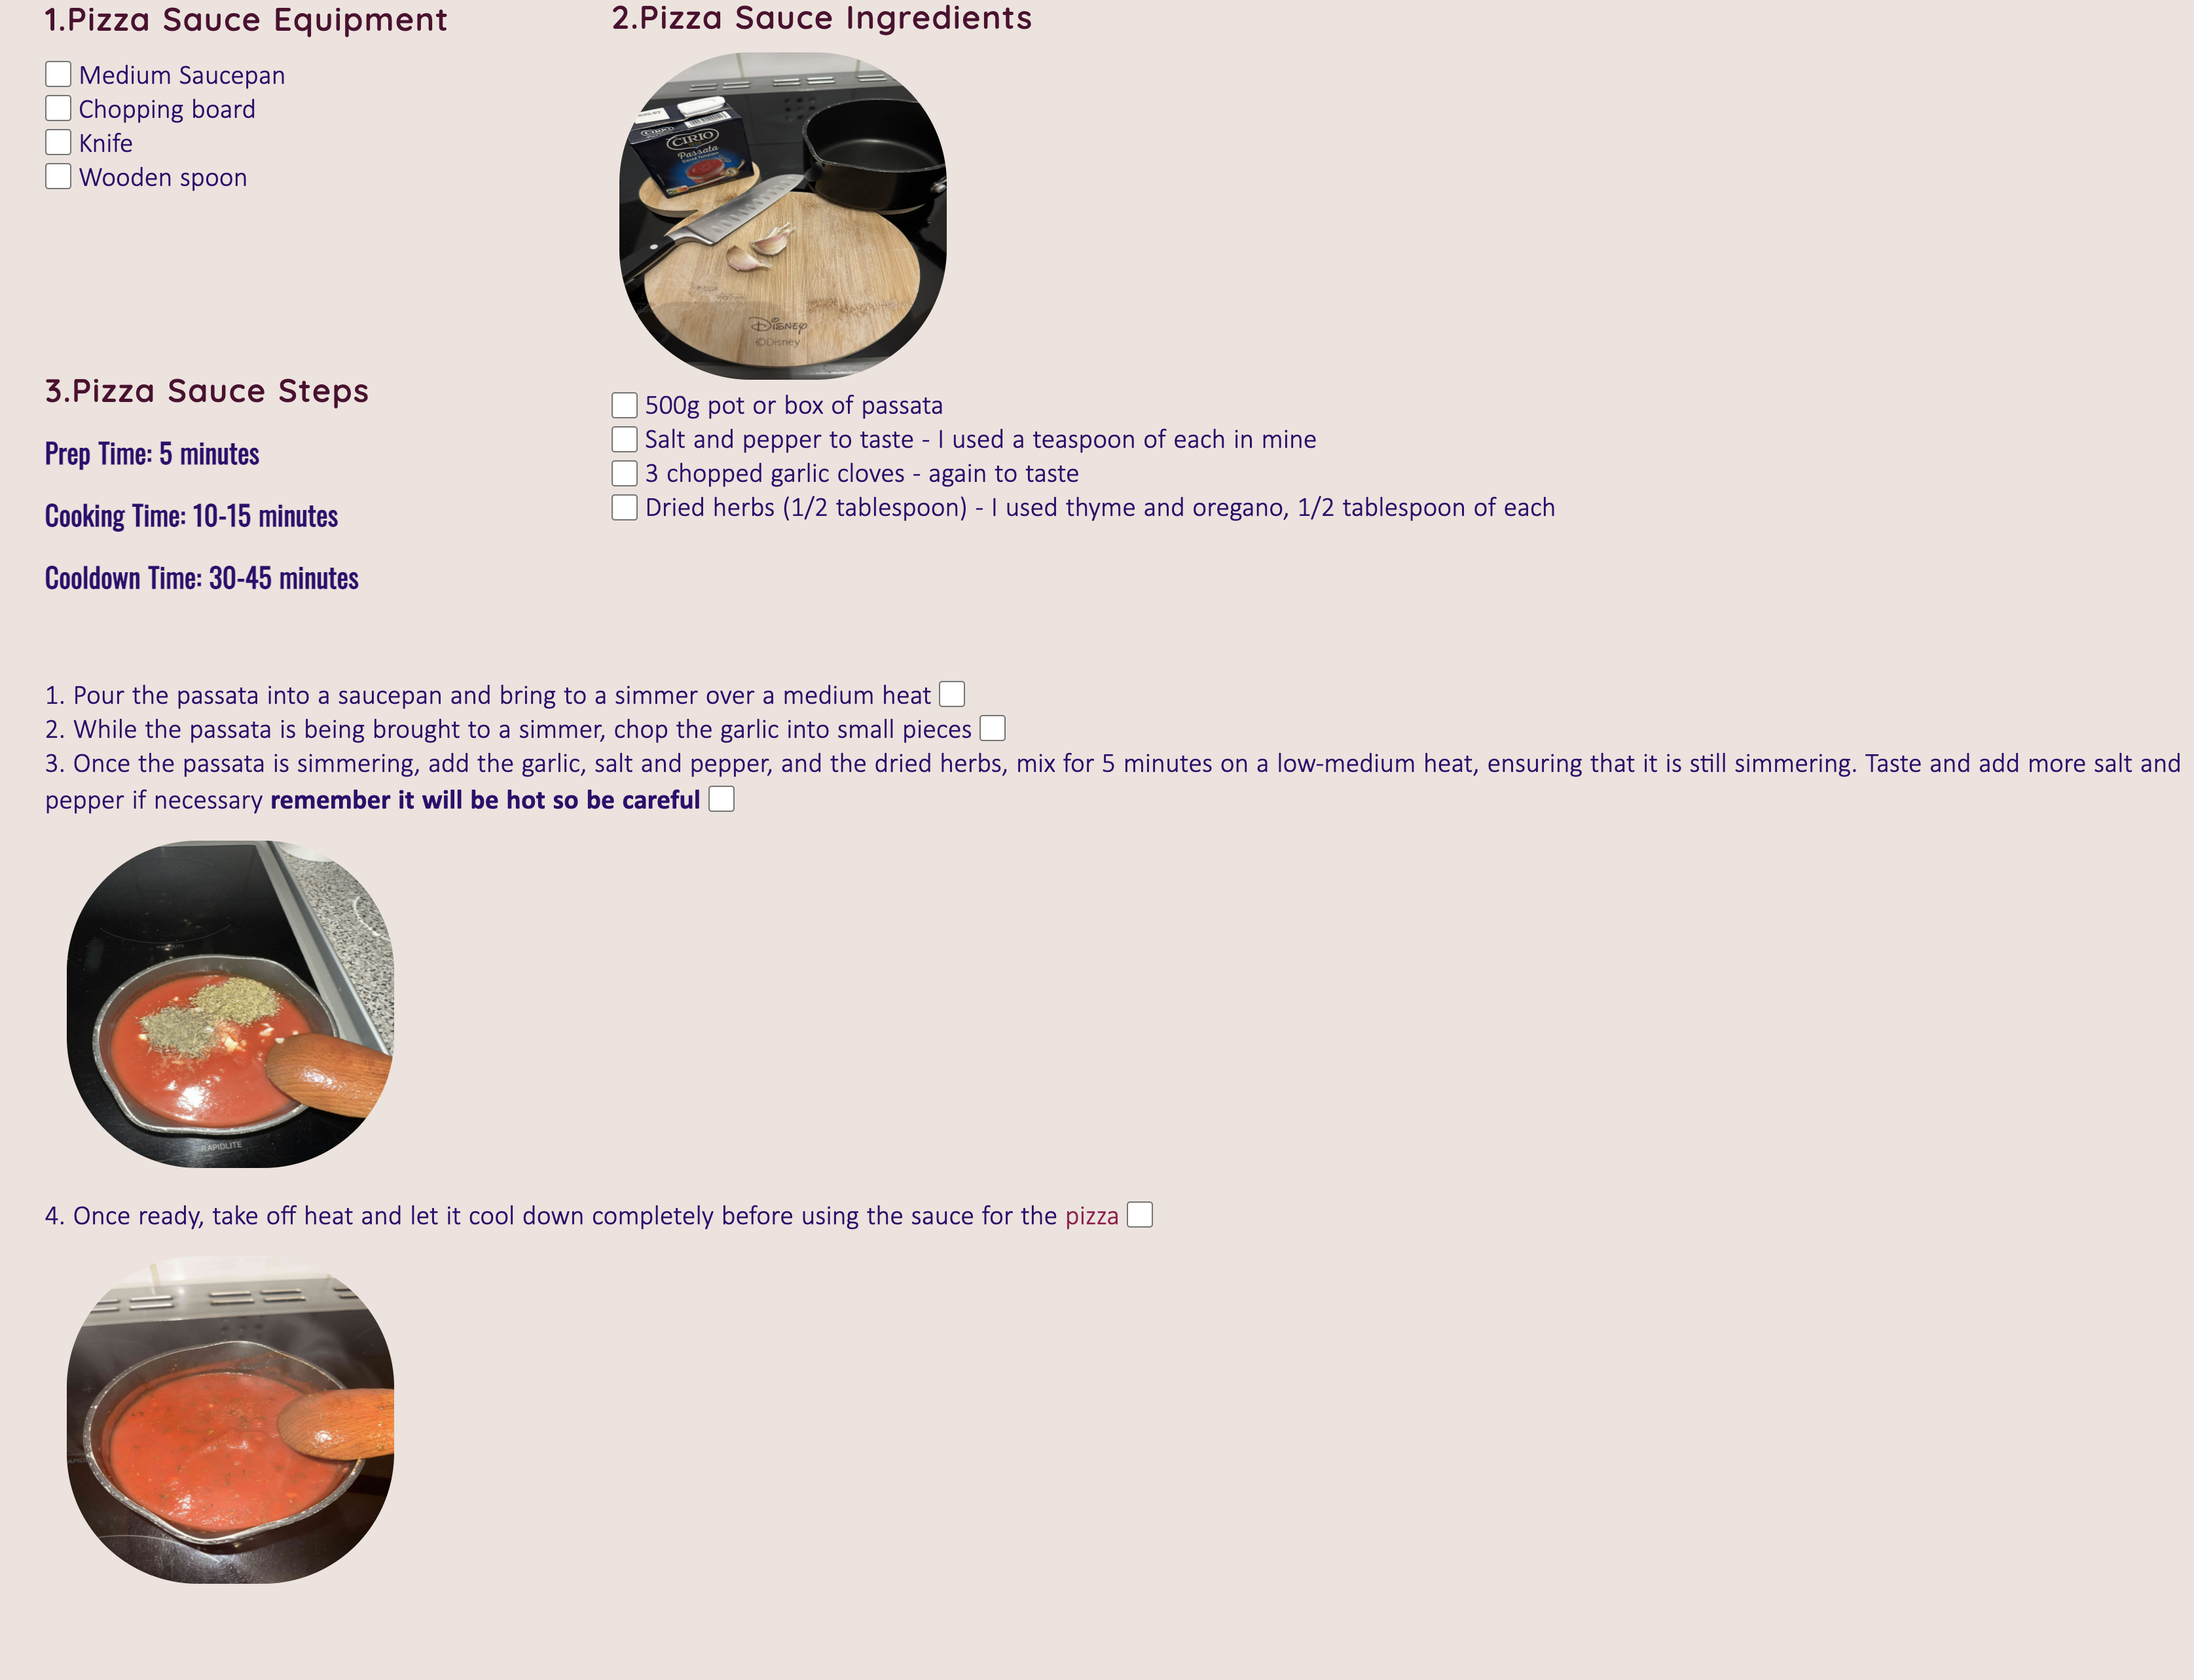 1.Pizza Sauce Equipment
Medium Saucepan
Chopping board
Knife
Wooden spoon
2.Pizza Sauce Ingredients
CIRIO
Passata
DISNEY
©Disney
500g pot or box of passata
Salt and pepper to taste - I used a teaspoon of each in mine
3 chopped garlic cloves - again to taste
Dried herbs (1/2 tablespoon) - I used thyme and oregano, 1/2 tablespoon of each
3.Pizza Sauce Steps
Prep Time: 5 minutes
Cooking Time: 10-15 minutes
Cooldown Time: 30-45 minutes
1. Pour the passata into a saucepan and bring to a simmer over a medium heat
2. While the passata is being brought to a simmer, chop the garlic into small pieces
3. Once the passata is simmering, add the garlic, salt and pepper, and the dried herbs, mix for 5 minutes on a low-medium heat, ensuring that it is still simmering. Taste and add more salt and
pepper if necessary remember it will be hot so be careful
RAPIDLITE
4. Once ready, take off heat and let it cool down completely before using the sauce for the pizza